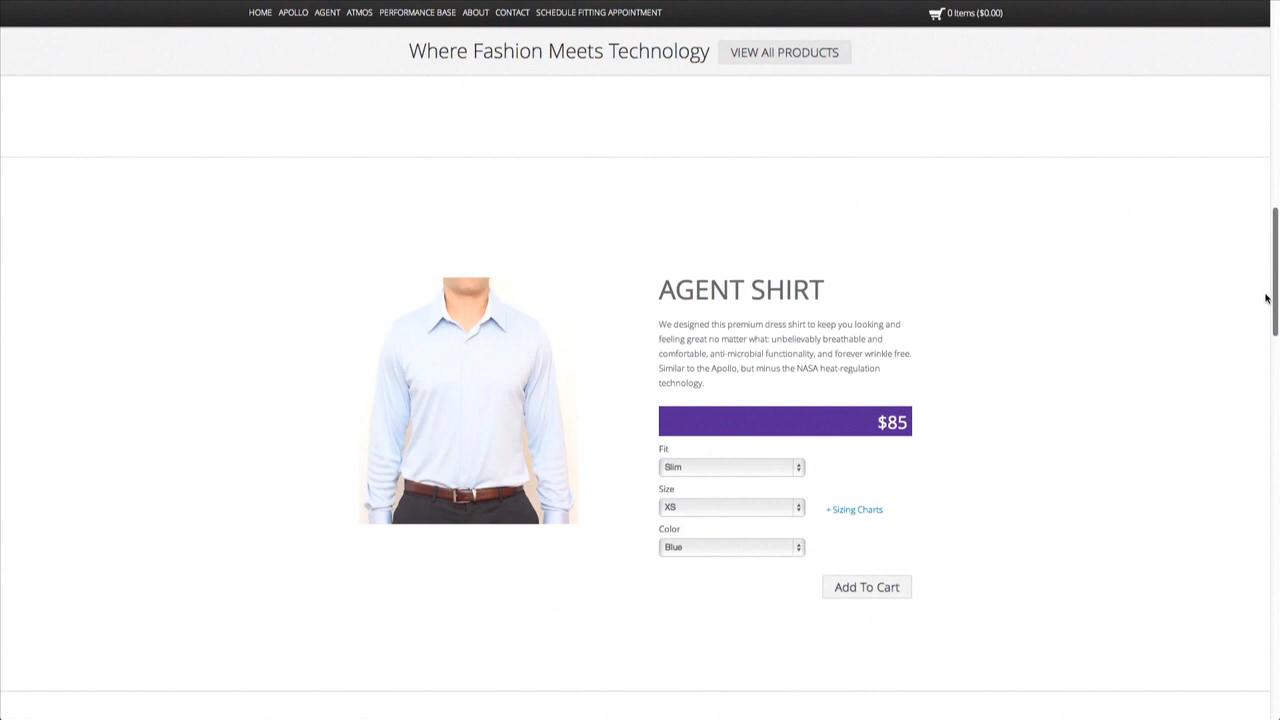 HOME APOLLO AGENT ATMOS PERFORMANCE BASE ABOUT CONTACT SCHEDULE FITTING APPOINTMENT 0 Items ($0.00)
Where Fashion Meets Technology VIEW All PRODUCTS
AGENT SHIRT
We designed this premium dress shirt to keep you looking and
feeling great no matter what: unbelievably breathable and
comfortable, anti-microbial functionality, and forever wrinkle free.
Similar to the Apollo, but minus the NASA heat-regulation
technology.
$85
Fit
Slim
Size
XS + Sizing Charts
Color
Blue
Add To Cart